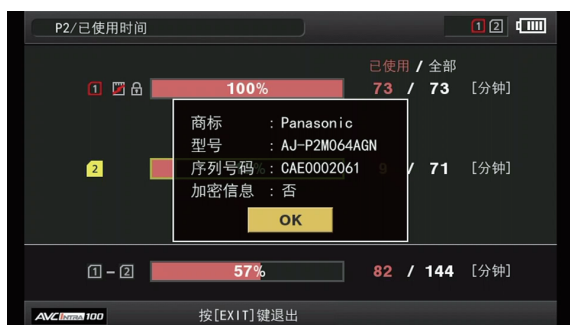 P2/已使用时间
1 2
已使用 / 全部
1 100% 73 / 73 [分钟]
商标 : Panasonic
型号 : AJ-P2M064AGN
2 % 9 / 71 [分钟]
序列号码 : CAE0002061
加密信息 : 否
OK
1 – 2 57% 82 / 144 [分钟]
AVC INTRA 100 按[EXIT]键退出